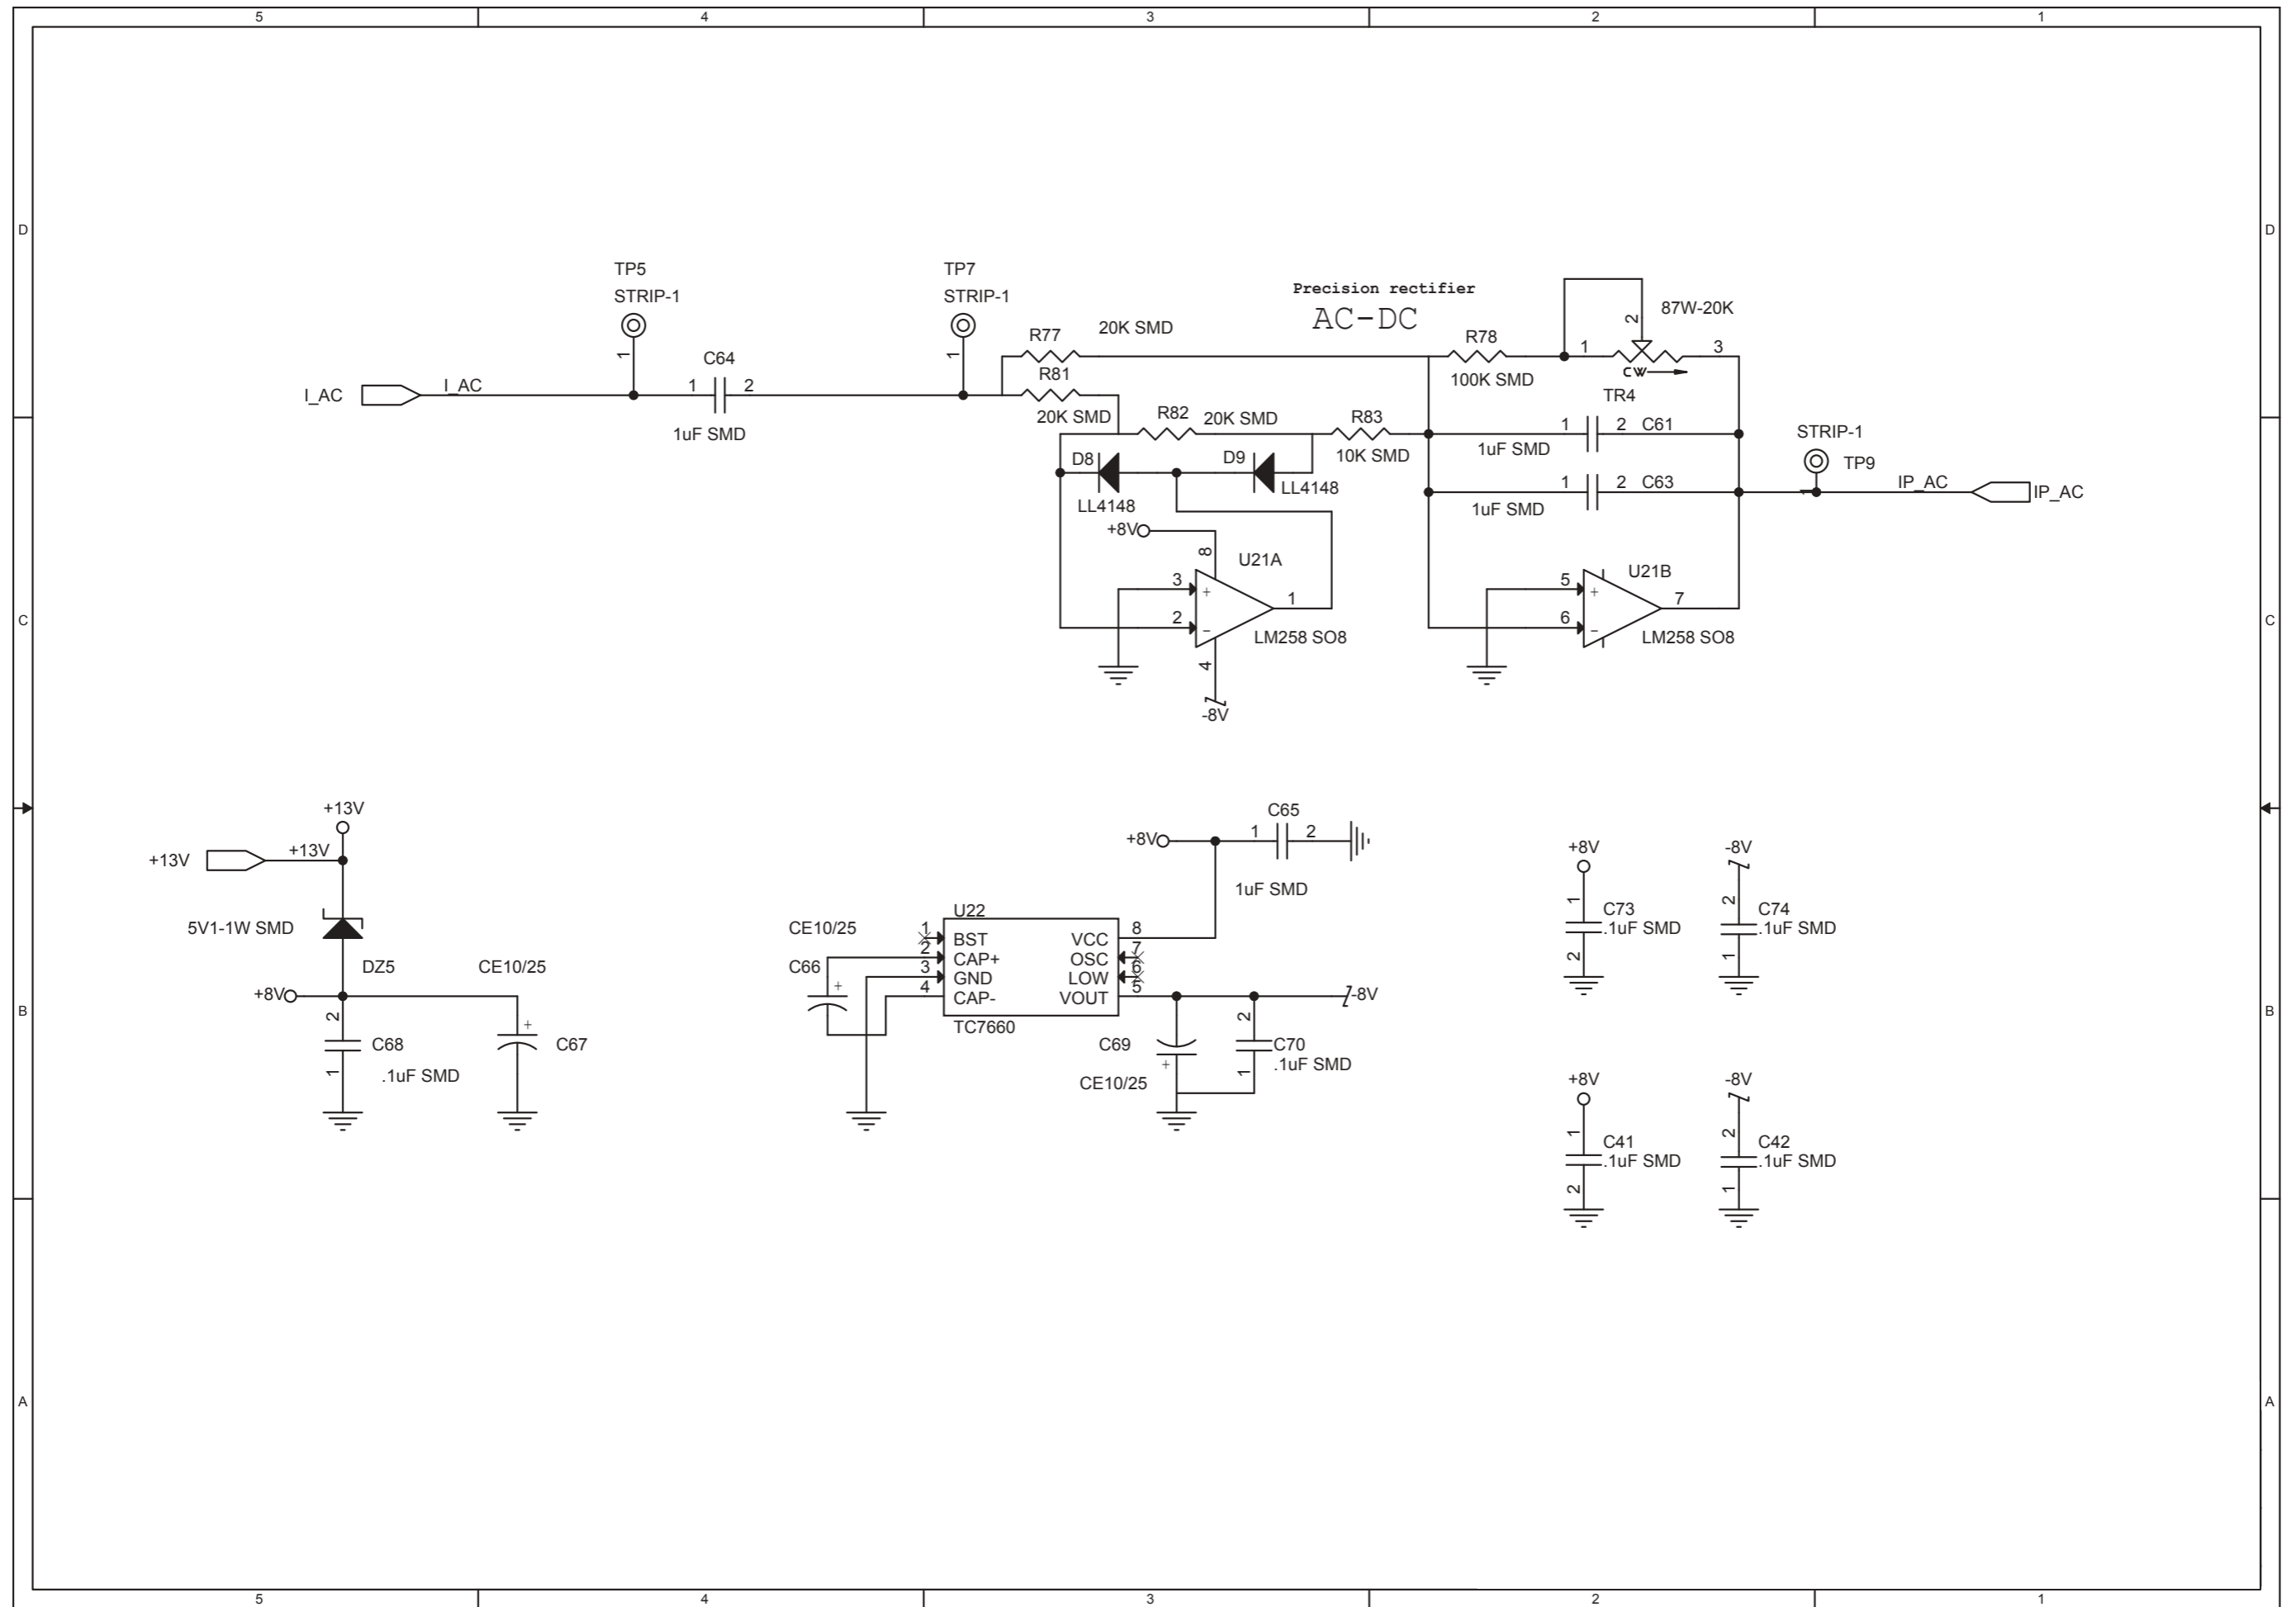 5 4 3 2 1
D D
TP5
STRIP-1
1
TP7
STRIP-1
1
Precision rectifier
AC-DC
I_AC I_AC
1 C64 2
1uF SMD
R77 20K SMD
R81
20K SMD
R82 20K SMD
R83
10K SMD
R78
100K SMD
87W-20K
1 2 3
CW
TR4
1 2 C61
1uF SMD
1 2 C63
1uF SMD
STRIP-1
TP9
1
IP_AC IP_AC
D8
LL4148
D9
LL4148
+8V
8
U21A
3 +
2 -
1
LM258 SO8
4
-8V
U21B
5 +
6 -
7
LM258 SO8
C C
+13V
+13V +13V
5V1-1W SMD
DZ5
+8V
2
C68
1
.1uF SMD
CE10/25
+
C67
CE10/25
C66
+
U22
1 BST VCC 8
2 CAP+ OSC 7
3 GND LOW 6
4 CAP- VOUT 5
TC7660
+8V
1 C65 2
1uF SMD
-8V
C69
+
CE10/25
2
C70
1
.1uF SMD
+8V
1
C73
.1uF SMD
2
-8V
2
C74
.1uF SMD
1
B B
+8V
1
C41
.1uF SMD
2
-8V
2
C42
.1uF SMD
1
A A
5 4 3 2 1